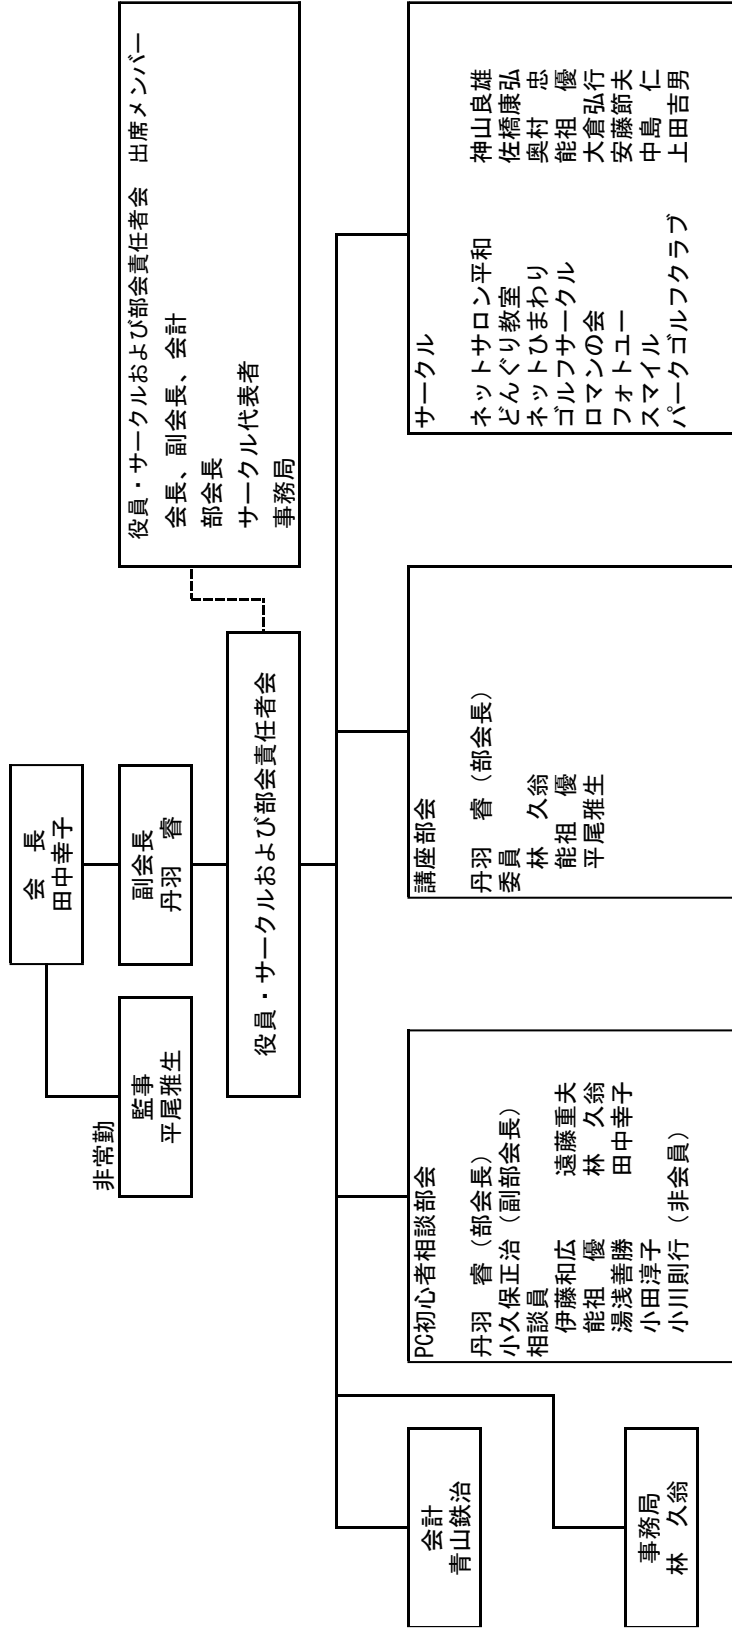 会　長
田中幸子
非常勤
監事
平尾雅生
副会長
丹羽　睿
役員・サークルおよび部会責任者会
役員・サークルおよび部会責任者会　出席メンバー
会長、副会長、会計
部会長
サークル代表者
事務局
会計
青山鉄治
事務局
林　久翁
PC初心者相談部会
丹羽　睿（部会長）
小久保正治（副部会長）
相談員
伊藤和広　遠藤重夫
能祖　優　林　久翁
湯浅善勝　田中幸子
小田淳子
小川則行（非会員）
講座部会
丹羽　睿（部会長）
委員
林　久翁
能祖　優
平尾雅生
サークル
ネットサロン平和　神山良雄
どんぐり教室　佐橋康弘
ネットひまわり　奥村　忠
ゴルフサークル　能祖　優
ロマンの会　大倉弘行
フォトユー　安藤節夫
スマイル　中島　仁
パークゴルフクラブ　上田吉男